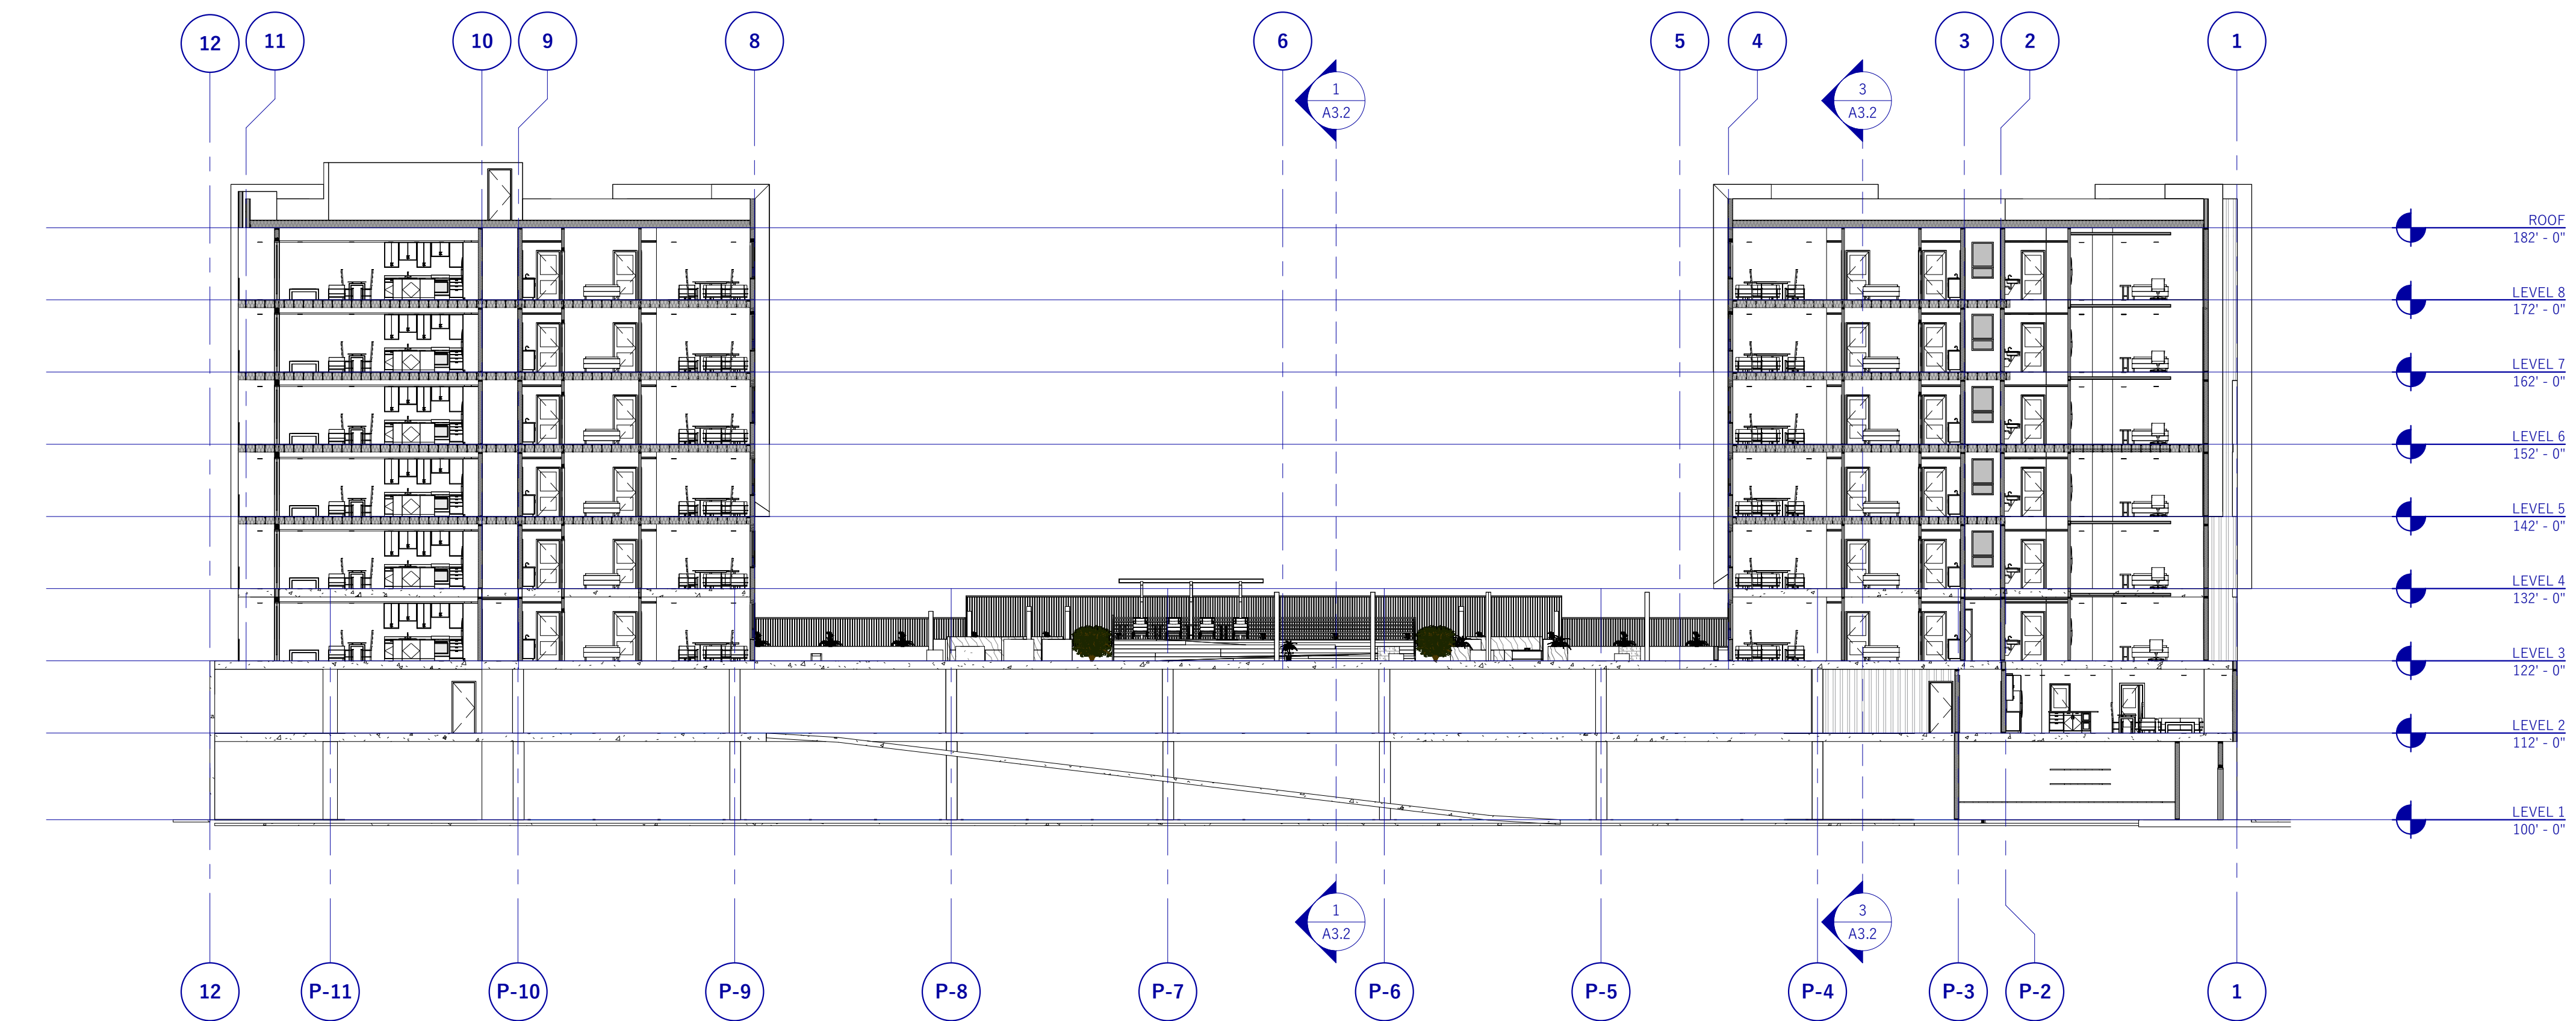 12
11
10
9
8
6
5
4
3
2
1
1
A3.2
3
A3.2
ROOF
182' - 0"
LEVEL 8
172' - 0"
LEVEL 7
162' - 0"
LEVEL 6
152' - 0"
LEVEL 5
142' - 0"
LEVEL 4
132' - 0"
LEVEL 3
122' - 0"
LEVEL 2
112' - 0"
LEVEL 1
100' - 0"
1
A3.2
3
A3.2
12
P-11
P-10
P-9
P-8
P-7
P-6
P-5
P-4
P-3
P-2
1